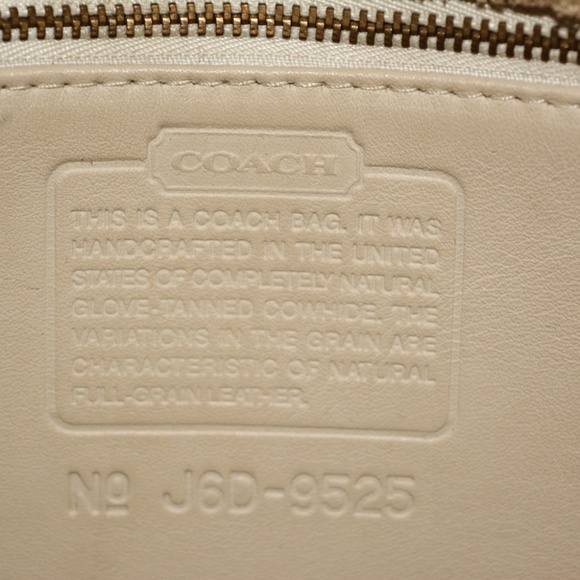 COACH
THIS IS A COACH BAG. IT WAS
HANDCRAFTED IN THE UNITED
STATES OF COMPLETELY NATURAL
GLOVE-TANNED COWHIDE. THE
VARIATIONS IN THE GRAIN ARE
CHARACTERISTIC OF NATURAL
FULL-GRAIN LEATHER.
Nº J6D-9525